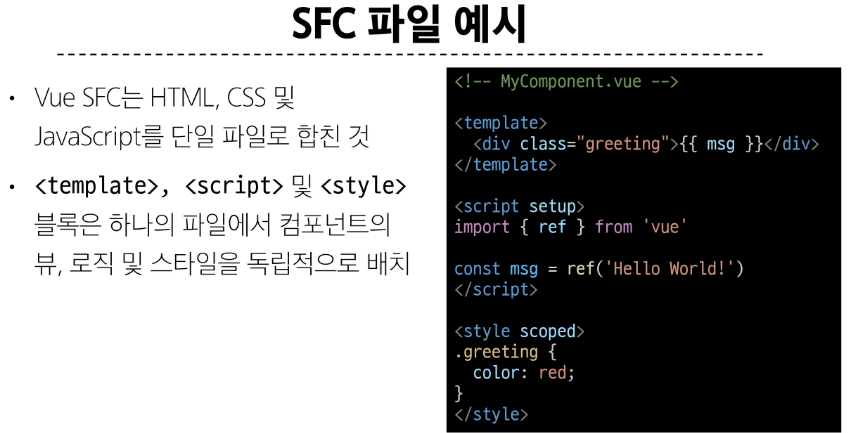 SFC 파일 예시
• Vue SFC는 HTML, CSS 및
JavaScript를 단일 파일로 합친 것
• <template>, <script> 및 <style>
블록은 하나의 파일에서 컴포넌트의
뷰, 로직 및 스타일을 독립적으로 배치
<!-- MyComponent.vue -->
<template>
  <div class="greeting">{{ msg }}</div>
</template>
<script setup>
import { ref } from 'vue'
const msg = ref('Hello World!')
</script>
<style scoped>
.greeting {
  color: red;
}
</style>